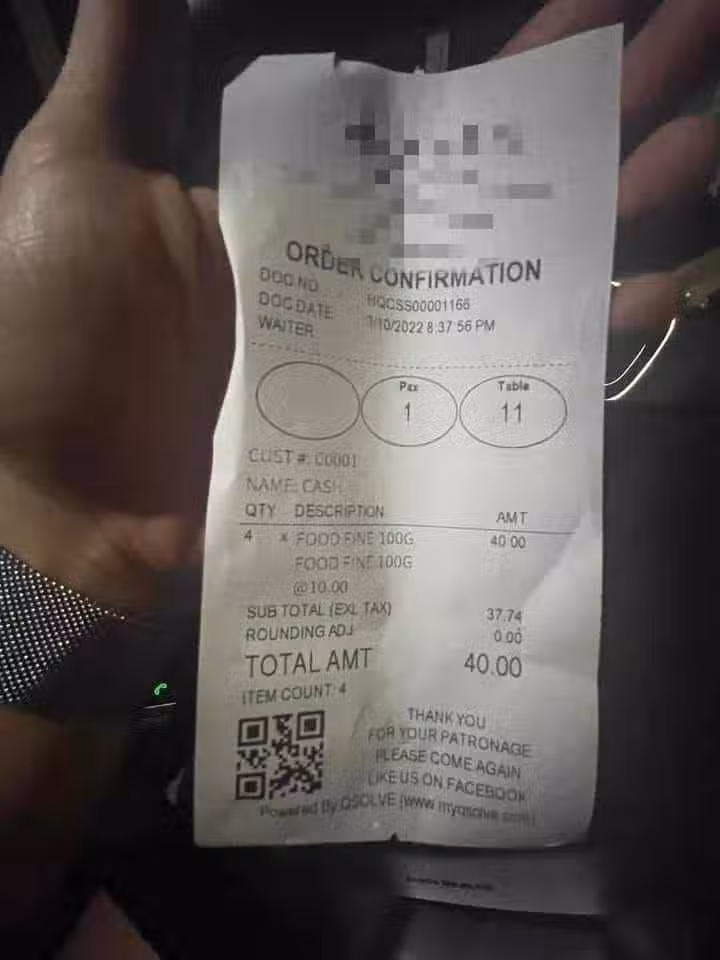 ORDER CONFIRMATION
DOC NO HQCSS00001166
DOC DATE 7/10/2022 8:37:56 PM
WAITER
Pax Table
1 11
CUST #: C0001
NAME: CASH
QTY DESCRIPTION AMT
4 x FOOD FINE 100G 40.00
FOOD FINE 100G
@10.00
SUB TOTAL (EXL TAX) 37.74
ROUNDING ADJ 0.00
TOTAL AMT 40.00
ITEM COUNT: 4
THANK YOU
FOR YOUR PATRONAGE
PLEASE COME AGAIN
LIKE US ON FACEBOOK
Powered By QSOLVE (www.myqsolve.com)